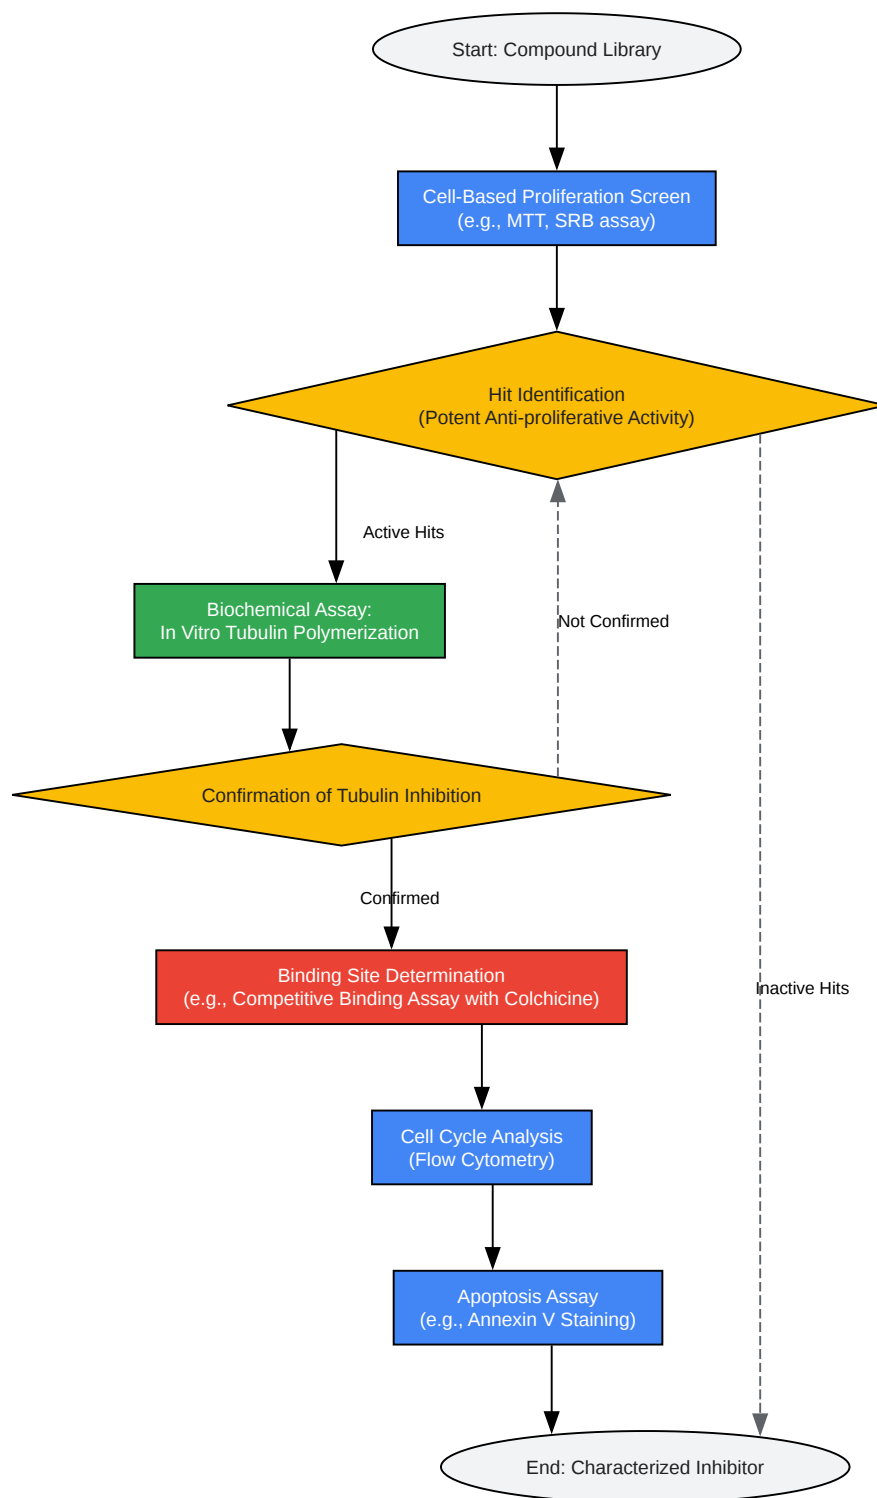 Start: Compound Library
Cell-Based Proliferation Screen
(e.g., MTT, SRB assay)
Hit Identification
(Potent Anti-proliferative Activity)
Active Hits
Biochemical Assay:
In Vitro Tubulin Polymerization
Not Confirmed
Confirmation of Tubulin Inhibition
Confirmed
Binding Site Determination
(e.g., Competitive Binding Assay with Colchicine)
Inactive Hits
Cell Cycle Analysis
(Flow Cytometry)
Apoptosis Assay
(e.g., Annexin V Staining)
End: Characterized Inhibitor